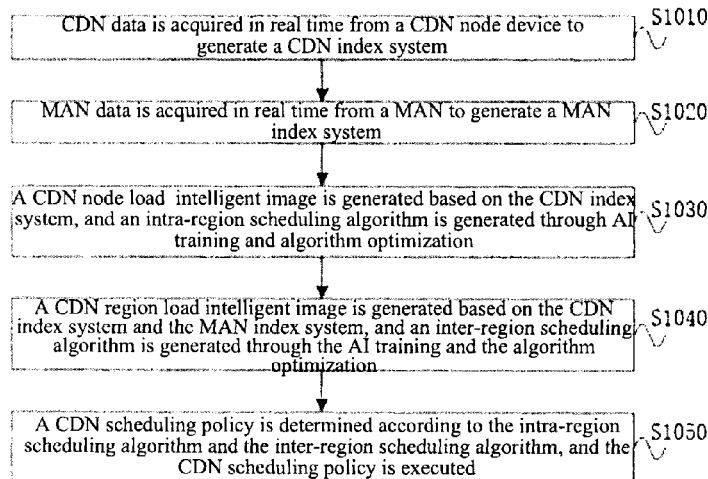 CDN data is acquired in real time from a CDN node device to
generate a CDN index system
S1010
MAN data is acquired in real time from a MAN to generate a MAN
index system
S1020
A CDN node load intelligent image is generated based on the CDN index
system, and an intra-region scheduling algorithm is generated through AI
training and algorithm optimization
S1030
A CDN region load intelligent image is generated based on the CDN
index system and the MAN index system, and an inter-region scheduling
algorithm is generated through the AI training and the algorithm
optimization
S1040
A CDN scheduling policy is determined according to the intra-region
scheduling algorithm and the inter-region scheduling algorithm, and the
CDN scheduling policy is executed
S1050